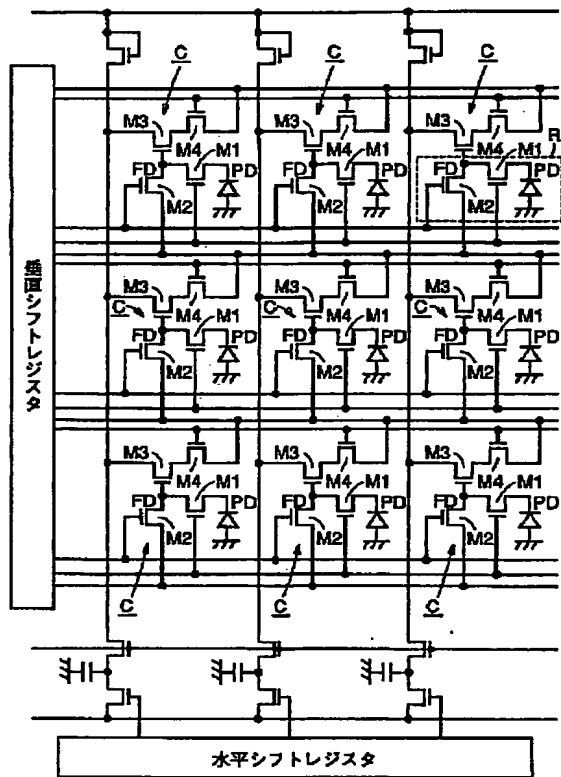 C C C
M3 M3 M3
M4 M1 M4 M1 M4 M1 R
FD PD FD PD FD PD
M2 M2 M2
垂直シフトレジスタ
M3 M3 M3
C M4 M1 C M4 M1 C M4 M1
FD PD FD PD FD PD
M2 M2 M2
M3 M3 M3
M4 M1 M4 M1 M4 M1
FD PD FD PD FD PD
M2 M2 M2
C C C
水平シフトレジスタ